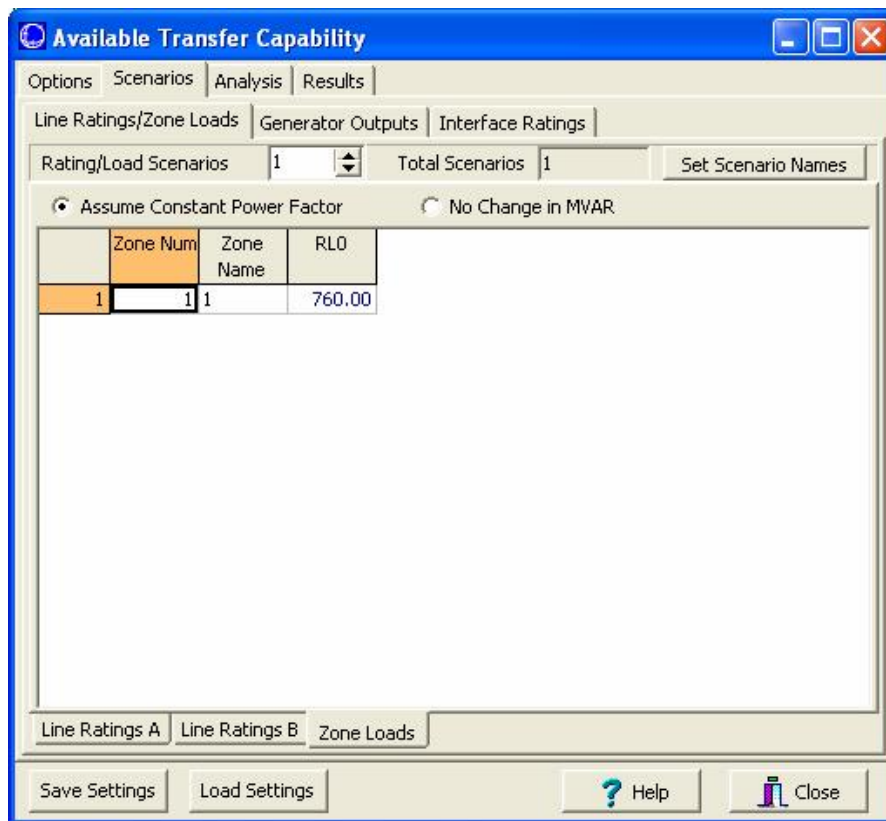 Available Transfer Capability
Options Scenarios Analysis Results
Line Ratings/Zone Loads Generator Outputs Interface Ratings
Rating/Load Scenarios 1 Total Scenarios 1 Set Scenario Names
Assume Constant Power Factor No Change in MVAR
Zone Num Zone Name RL0
1 1 1 760.00
Line Ratings A Line Ratings B Zone Loads
Save Settings Load Settings ? Help Close